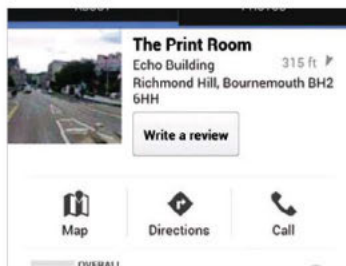 The Print Room
Echo Building 315 ft
Richmond Hill, Bournemouth BH2
6HH
Write a review
Map Directions Call
OVERALL